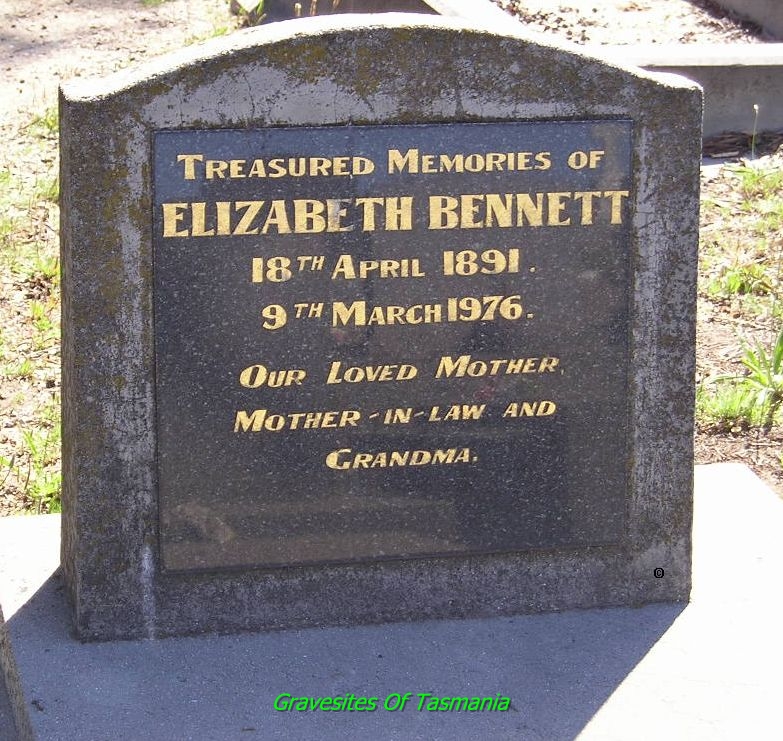 TREASURED MEMORIES OF
ELIZABETH BENNETT
18TH APRIL 1891.
9TH MARCH 1976.
OUR LOVED MOTHER,
MOTHER-IN-LAW AND
GRANDMA.
©
Gravesites Of Tasmania